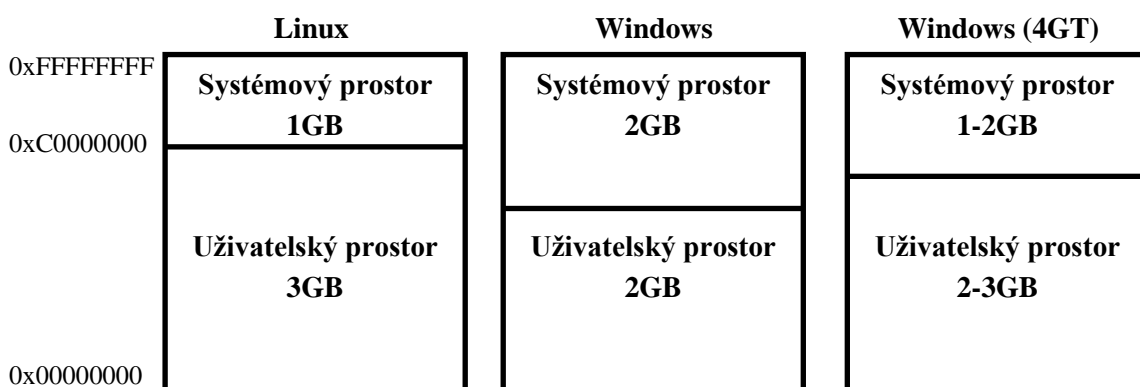 Linux
Windows
Windows (4GT)
0xFFFFFFFF
Systémový prostor
1GB
Systémový prostor
2GB
Systémový prostor
1-2GB
0xC0000000
Uživatelský prostor
3GB
Uživatelský prostor
2GB
Uživatelský prostor
2-3GB
0x00000000